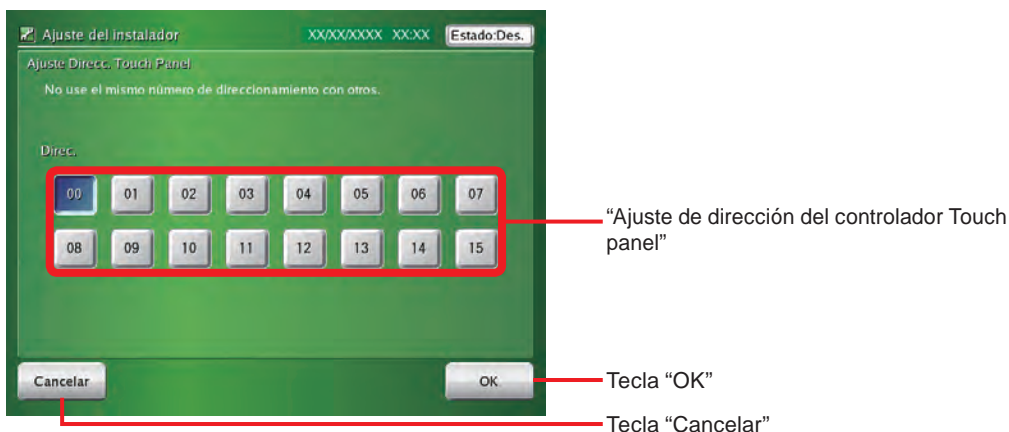 Ajuste del instalador XX/XX/XXXX XX:XX Estado:Des.
Ajuste Direcc. Touch Panel
No use el mismo número de direccionamiento con otros.
Direc.
00 01 02 03 04 05 06 07
08 09 10 11 12 13 14 15
“Ajuste de dirección del controlador Touch
panel”
Cancelar OK
Tecla “OK”
Tecla “Cancelar”